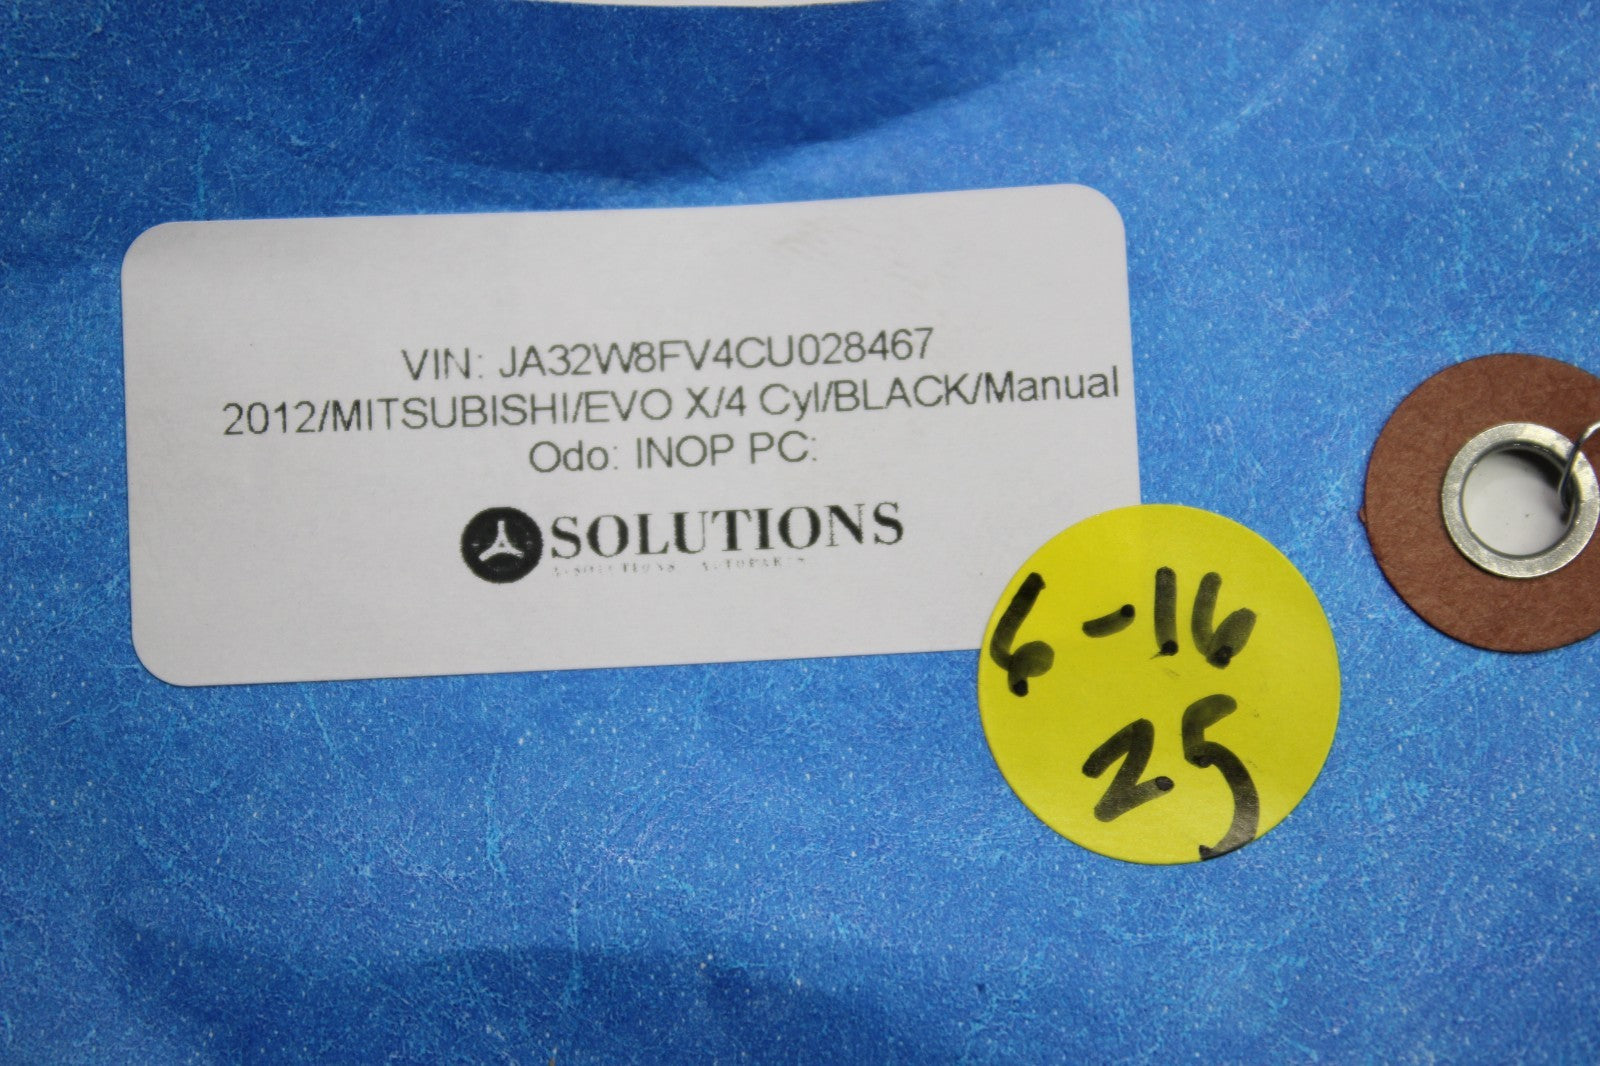 VIN: JA32W8FV4CU028467
2012/MITSUBISHI/EVO X/4 Cyl/BLACK/Manual
Odo: INOP PC:
SOLUTIONS
6-16
25